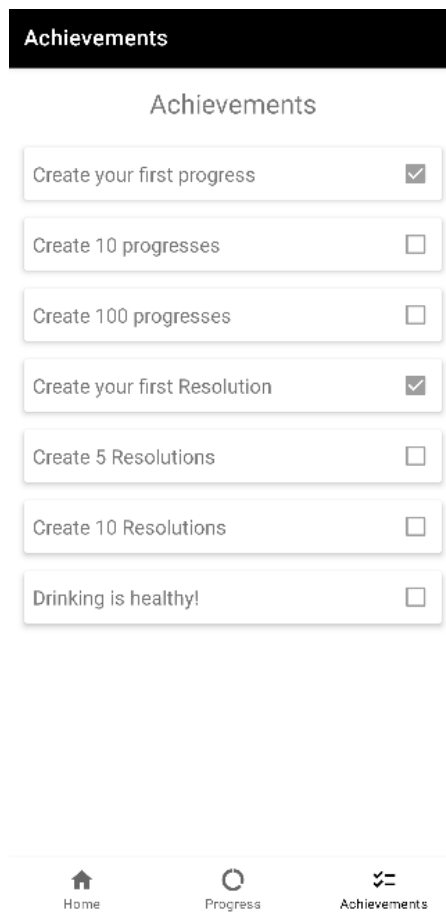 Achievements
Achievements
Create your first progress
Create 10 progresses
Create 100 progresses
Create your first Resolution
Create 5 Resolutions
Create 10 Resolutions
Drinking is healthy!
Home Progress Achievements